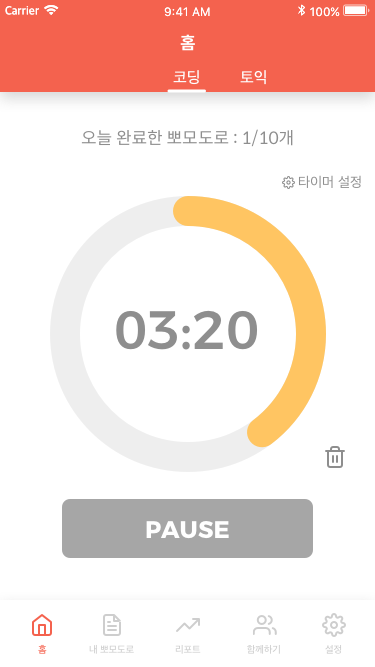 Carrier 9:41 AM 100%
홈
코딩 토익
오늘 완료한 뽀모도로 : 1/10개
타이머 설정
03:20
PAUSE
홈 내 뽀모도로 리포트 함께하기 설정